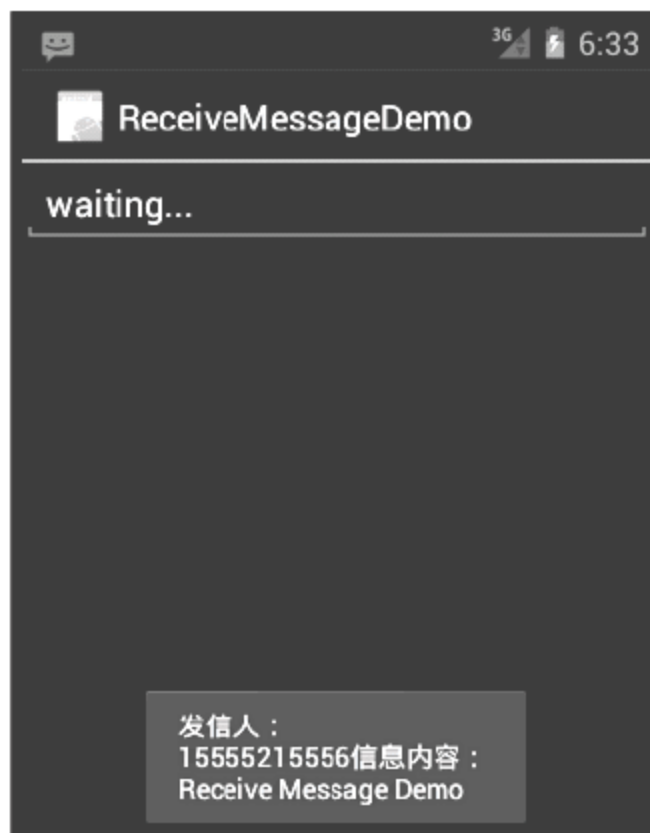 3G 6:33
ReceiveMessageDemo
waiting...
发信人：
15555215556信息内容：
Receive Message Demo